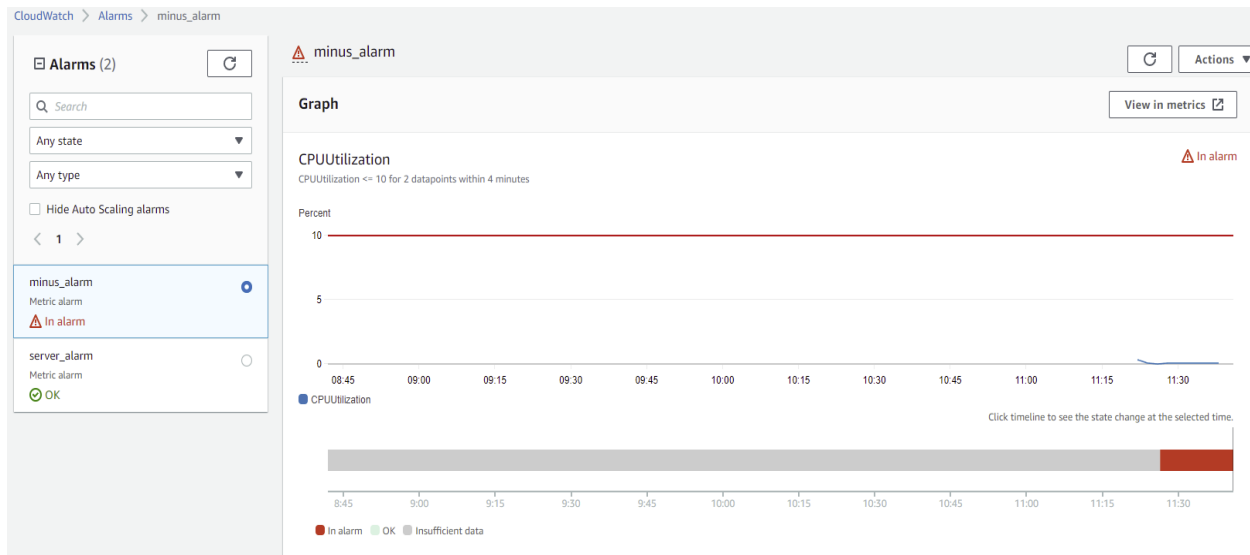 CloudWatch > Alarms > minus_alarm
Alarms (2)
Search
Any state
Any type
Hide Auto Scaling alarms
< 1 >
minus_alarm
Metric alarm
In alarm
server_alarm
Metric alarm
OK
minus_alarm
Actions
Graph
View in metrics
CPUUtilization
In alarm
CPUUtilization <= 10 for 2 datapoints within 4 minutes
Percent
10
5
0
08:45 09:00 09:15 09:30 09:45 10:00 10:15 10:30 10:45 11:00 11:15 11:30
CPUUtilization
Click timeline to see the state change at the selected time.
8:45 9:00 9:15 9:30 9:45 10:00 10:15 10:30 10:45 11:00 11:15 11:30
In alarm OK Insufficient data